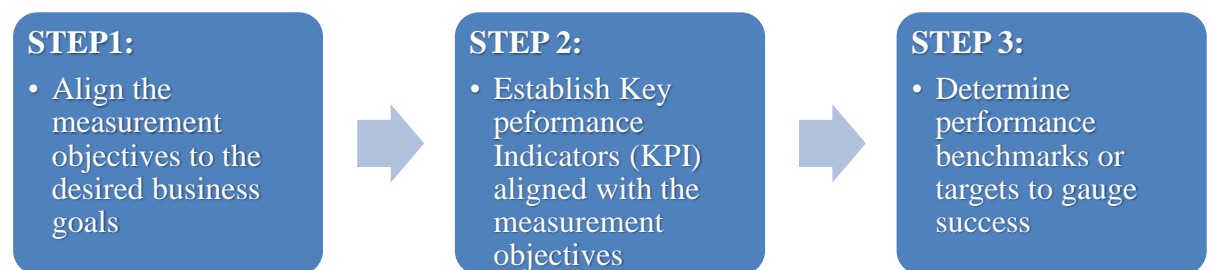 STEP1:
• Align the
measurement
objectives to the
desired business
goals
STEP 2:
• Establish Key
peformance
Indicators (KPI)
aligned with the
measurement
objectives
STEP 3:
• Determine
performance
benchmarks or
targets to gauge
success